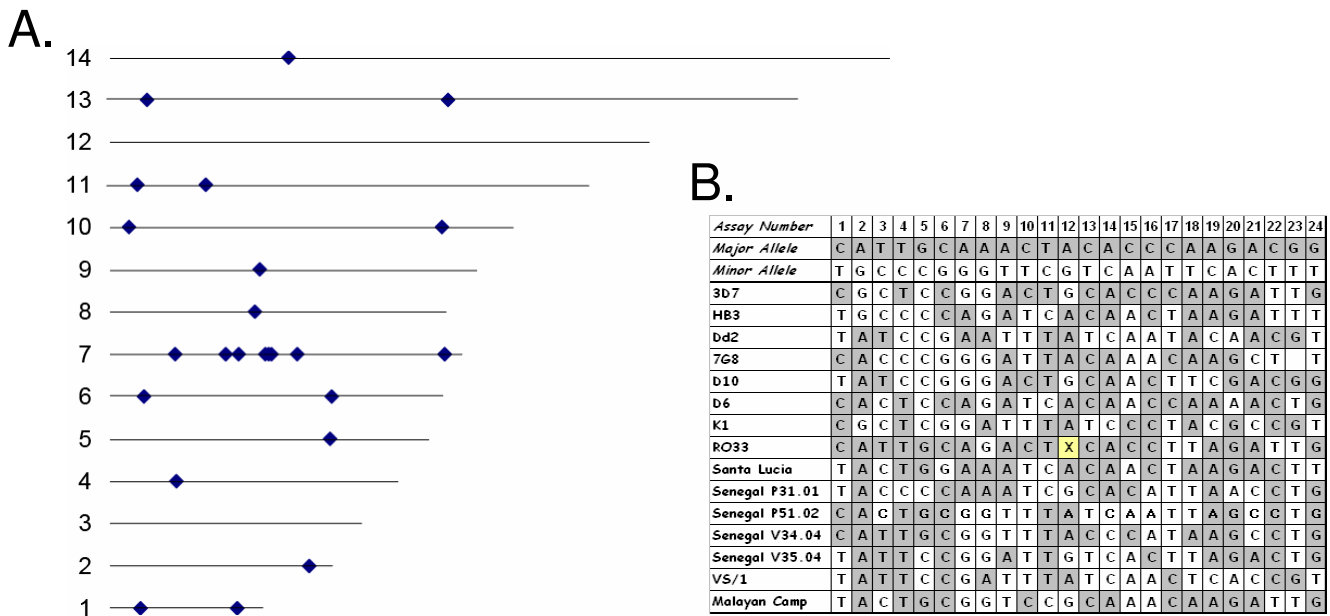 A.
14
13
12
11
10
9
8
7
6
5
4
3
2
1
B.
Assay Number 1 2 3 4 5 6 7 8 9 10 11 12 13 14 15 16 17 18 19 20 21 22 23 24
Major Allele C A T T G C A A A C T A C A C C C A A G A C G G
Minor Allele T G C C C G G G T T C G T C A A T T C A C T T T
3D7 C G C T C C G G A C T G C A C C C A A G A T T G
HB3 T G C C C C A G A T C A C A A C T A A G A T T T
Dd2 T A T C C G A A T T T A T C A A T A C A A C G T
7G8 C A C C C G G G A T T A C A A A C A A G C T T
D10 T A T C C G G G A C T G C A A C T T C G A C G G
D6 C A C T C C A G A T C A C A A C C A A A A C T G
K1 C G C T C G G A T T T A T C C C T A C G C C G T
RO33 C A T T G C A G A C T X C A C C T T A G A T T G
Santa Lucia T A C T G G A A A T C A C A A C T A A G A C T T
Senegal P31.01 T A C C C C A A A T C G C A C A T T A A C C T G
Senegal P51.02 C A C T G C G G T T T A T C A A T T A G C C T G
Senegal V34.04 C A T T G C G G T T T A C C C A T A A G C C T G
Senegal V35.04 T A T T C C G G A T T G T C A C T T A G A C T G
VS/1 T A T T C C G A T T T A T C A A C T C A C C G T
Malayan Camp T A C T G C G G T C C G C A A A C A A G A T T G